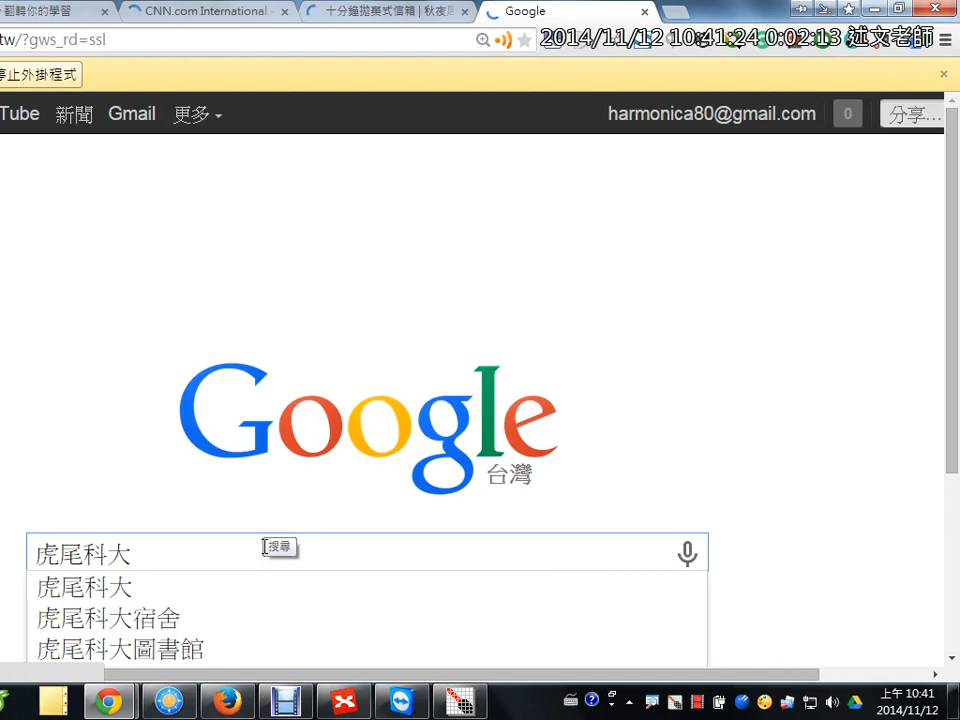 翻轉你的學習
CNN.com International -
十分鐘拋棄式信箱 | 秋夜
Google
tw/?gws_rd=ssl
2014/11/12 10:41:24 0:02:13 述文老師
停止外掛程式
Tube
新聞
Gmail
更多
harmonica80@gmail.com
0
分享...
Google
台灣
虎尾科大
搜尋
虎尾科大
虎尾科大宿舍
虎尾科大圖書館
上午 10:41
2014/11/12